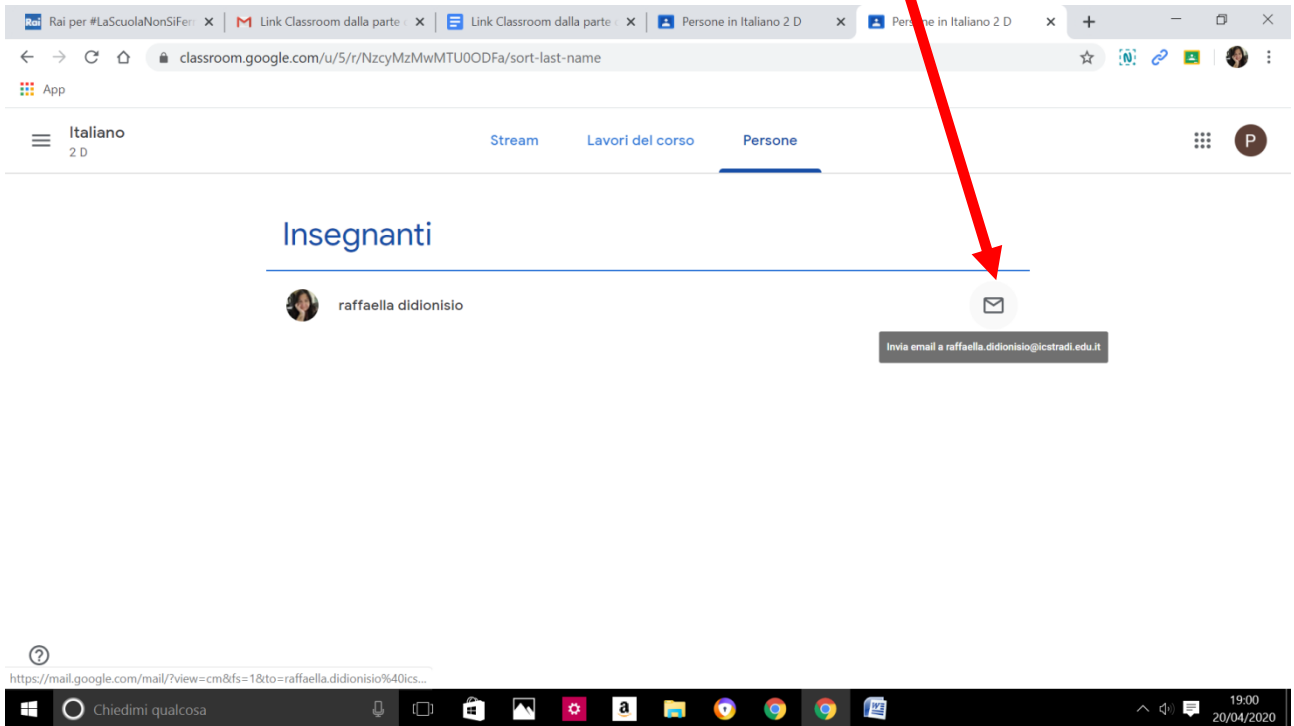 Rai Rai per #LaScuolaNonSiFer
Link Classroom dalla parte
Link Classroom dalla parte
Persone in Italiano 2 D
Persone in Italiano 2 D
classroom.google.com/u/5/r/NzcyMzMwMTU0ODFa/sort-last-name
App
Italiano
2 D
Stream
Lavori del corso
Persone
P
Insegnanti
raffaella didionisio
Invia email a raffaella.didionisio@icstradi.edu.it
https://mail.google.com/mail/?view=cm&fs=1&to=raffaella.didionisio%40ics...
Chiedimi qualcosa
a
19:00
20/04/2020